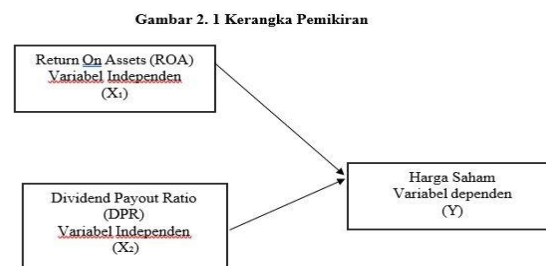 Gambar 2. 1 Kerangka Pemikiran
Return On Assets (ROA)
Variabel Independen
(X₁)
Dividend Payout Ratio
(DPR)
Variabel Independen
(X₂)
Harga Saham
Variabel dependen
(Y)